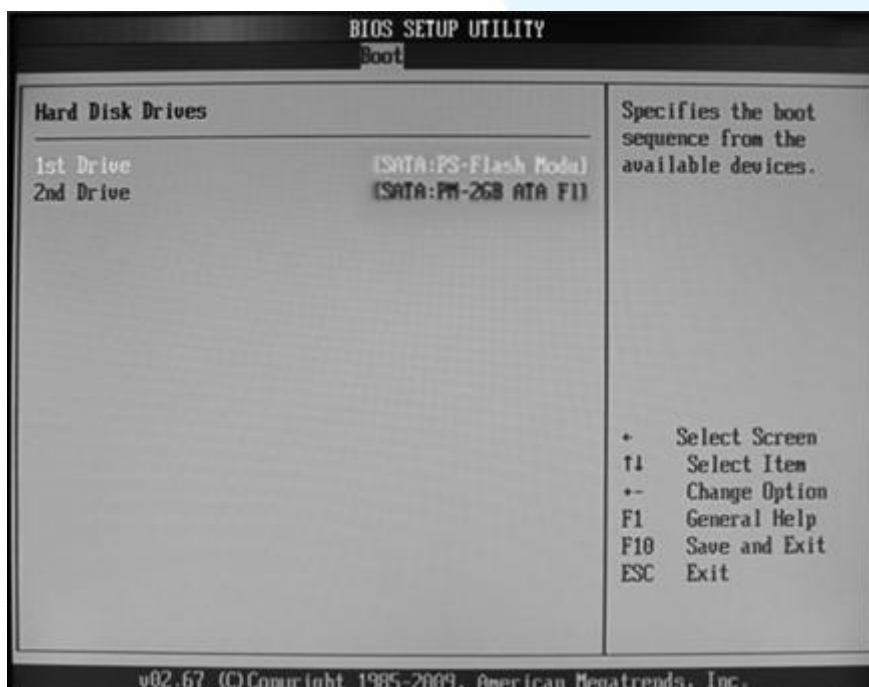 BIOS SETUP UTILITY
Boot
Hard Disk Drives
1st Drive [SATA:PS-Flash Modu]
2nd Drive [SATA:PM-2GB ATA Fl]
Specifies the boot
sequence from the
available devices.
← Select Screen
↑↓ Select Item
+- Change Option
F1 General Help
F10 Save and Exit
ESC Exit
v02.67 (C)Copyright 1985-2009, American Megatrends, Inc.